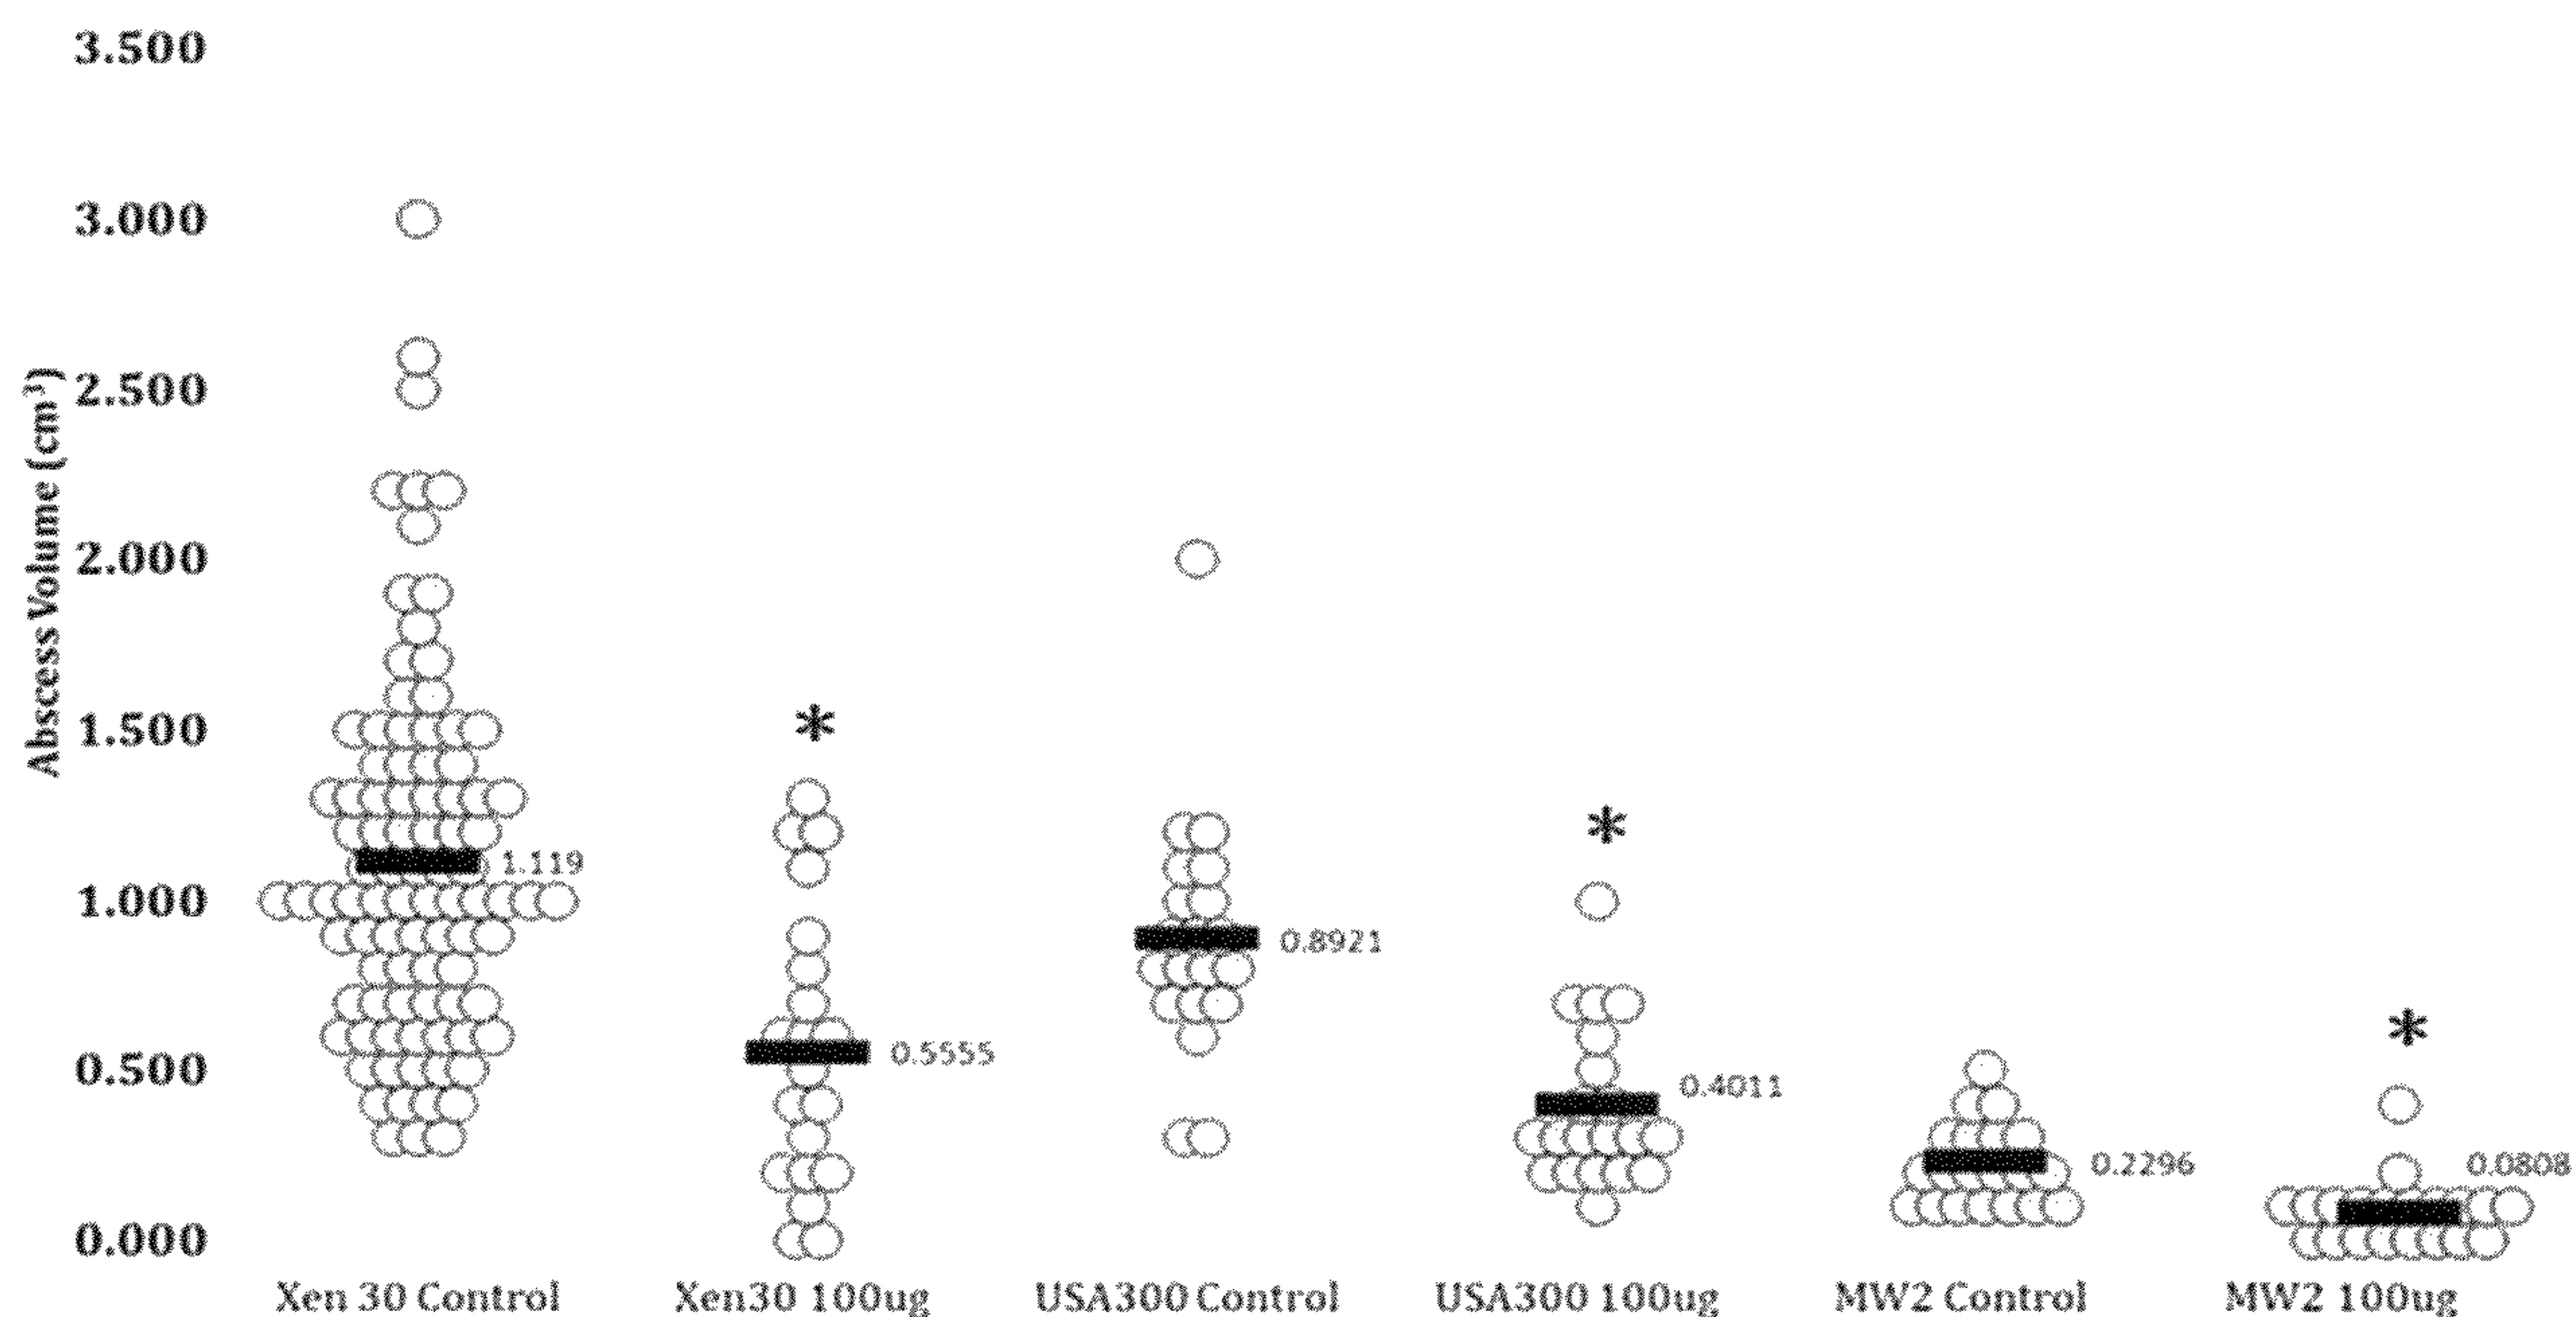 3.500
3.000
2.500
2.000
1.500
1.000
0.500
0.000
Abscess Volume (cm³)
*
*
*
1.119
0.5555
0.8921
0.4011
0.2296
0.0808
Xen 30 Control
Xen30 100ug
USA300 Control
USA300 100ug
MW2 Control
MW2 100ug